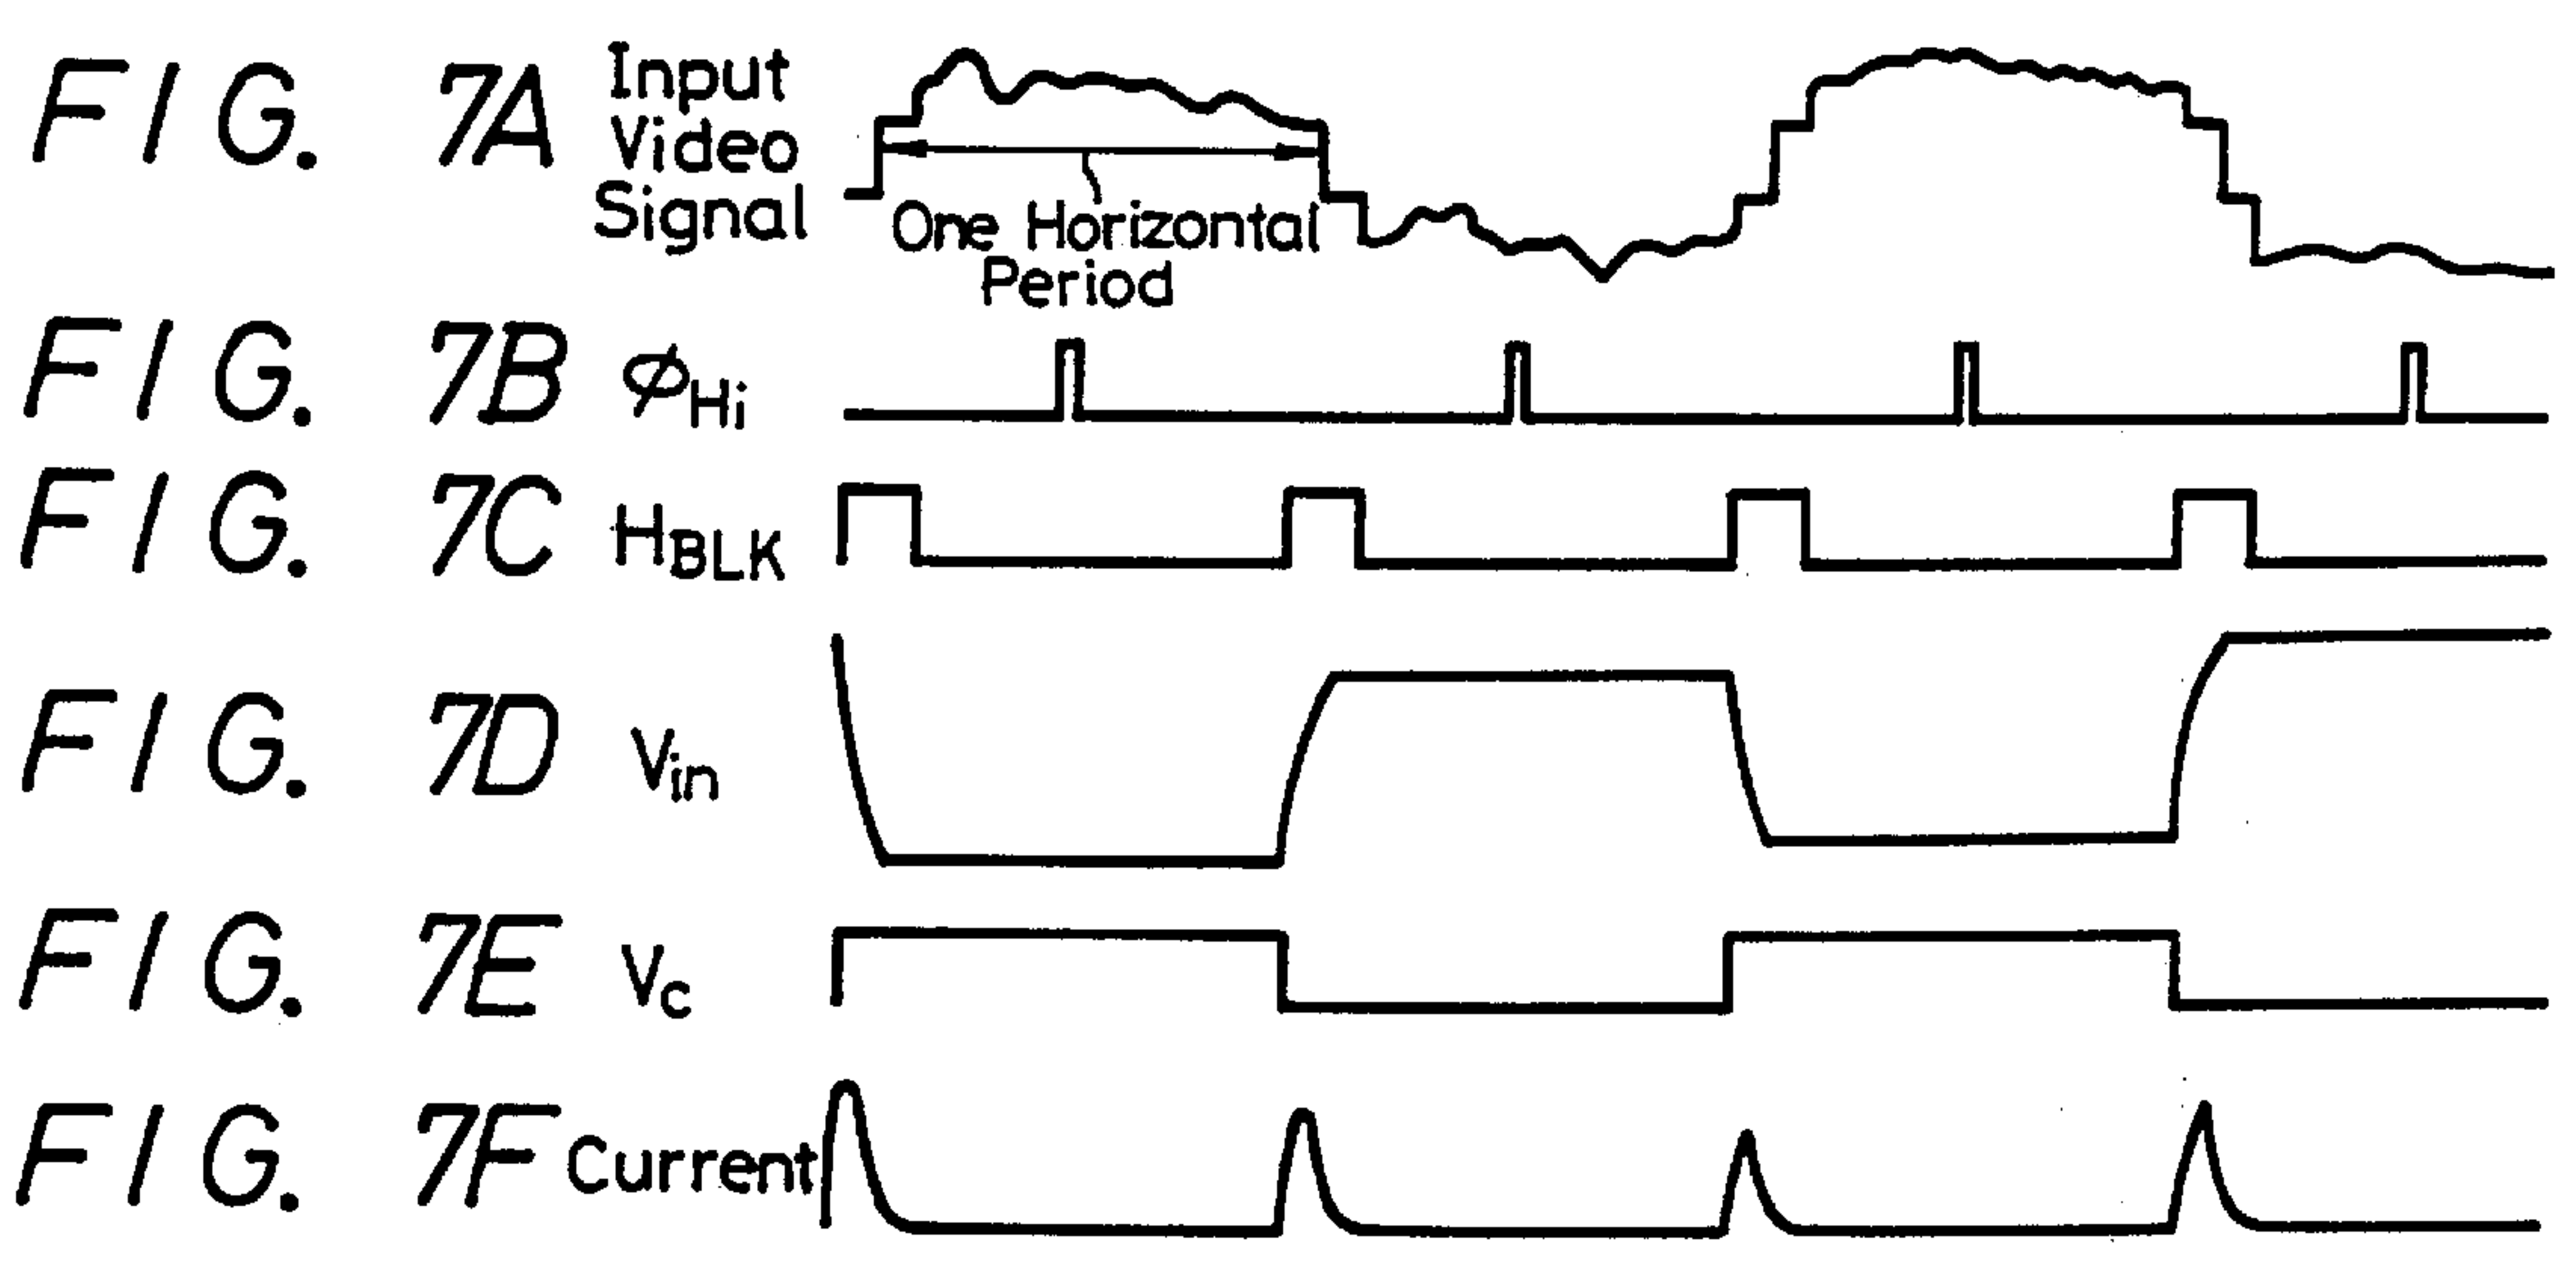 FIG. 7A Input
Video
Signal
One Horizontal
Period
FIG. 7B ϕHi
FIG. 7C HBLK
FIG. 7D Vin
FIG. 7E Vc
FIG. 7F Current